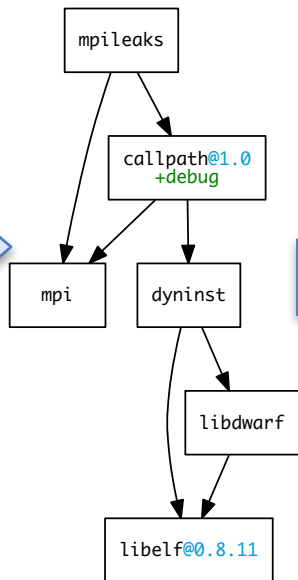 mpileaks
callpath@1.0
+debug
mpi
dyninst
libdwarf
libelf@0.8.11